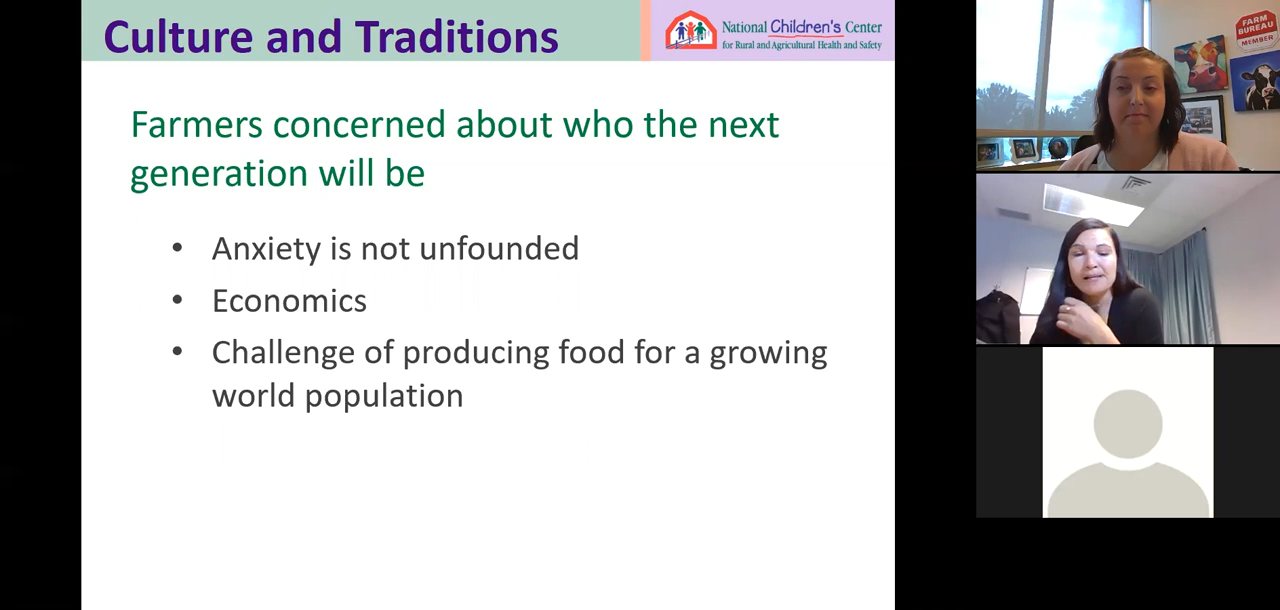 Culture and Traditions
National Children's Center
for Rural and Agricultural Health and Safety
Farmers concerned about who the next
generation will be
• Anxiety is not unfounded
• Economics
• Challenge of producing food for a growing
world population
FARM
BUREAU
MEMBER